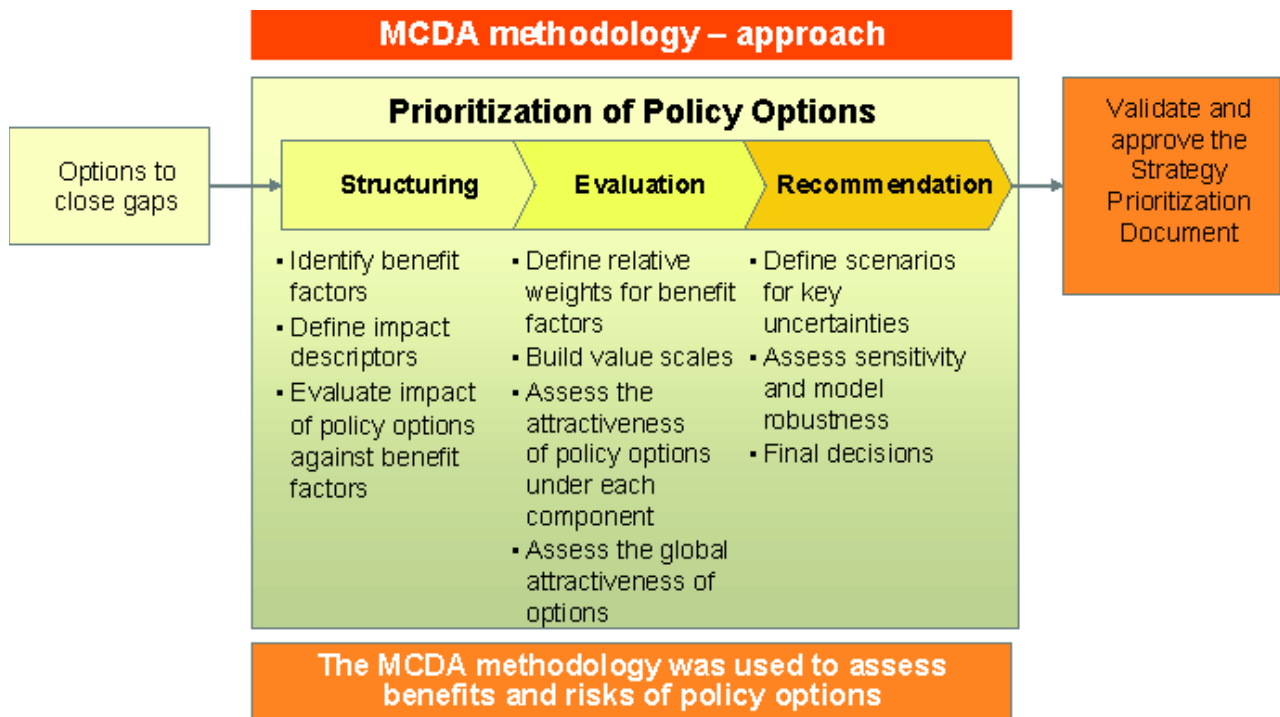 MCDA methodology – approach
Prioritization of Policy Options
Options to
close gaps
Structuring
Evaluation
Recommendation
Validate and
approve the
Strategy
Prioritization
Document
▪ Identify benefit
factors
▪ Define impact
descriptors
▪ Evaluate impact
of policy options
against benefit
factors
▪ Define relative
weights for benefit
factors
▪ Build value scales
▪ Assess the
attractiveness
of policy options
under each
component
▪ Assess the global
attractiveness of
options
▪ Define scenarios
for key
uncertainties
▪ Assess sensitivity
and model
robustness
▪ Final decisions
The MCDA methodology was used to assess
benefits and risks of policy options